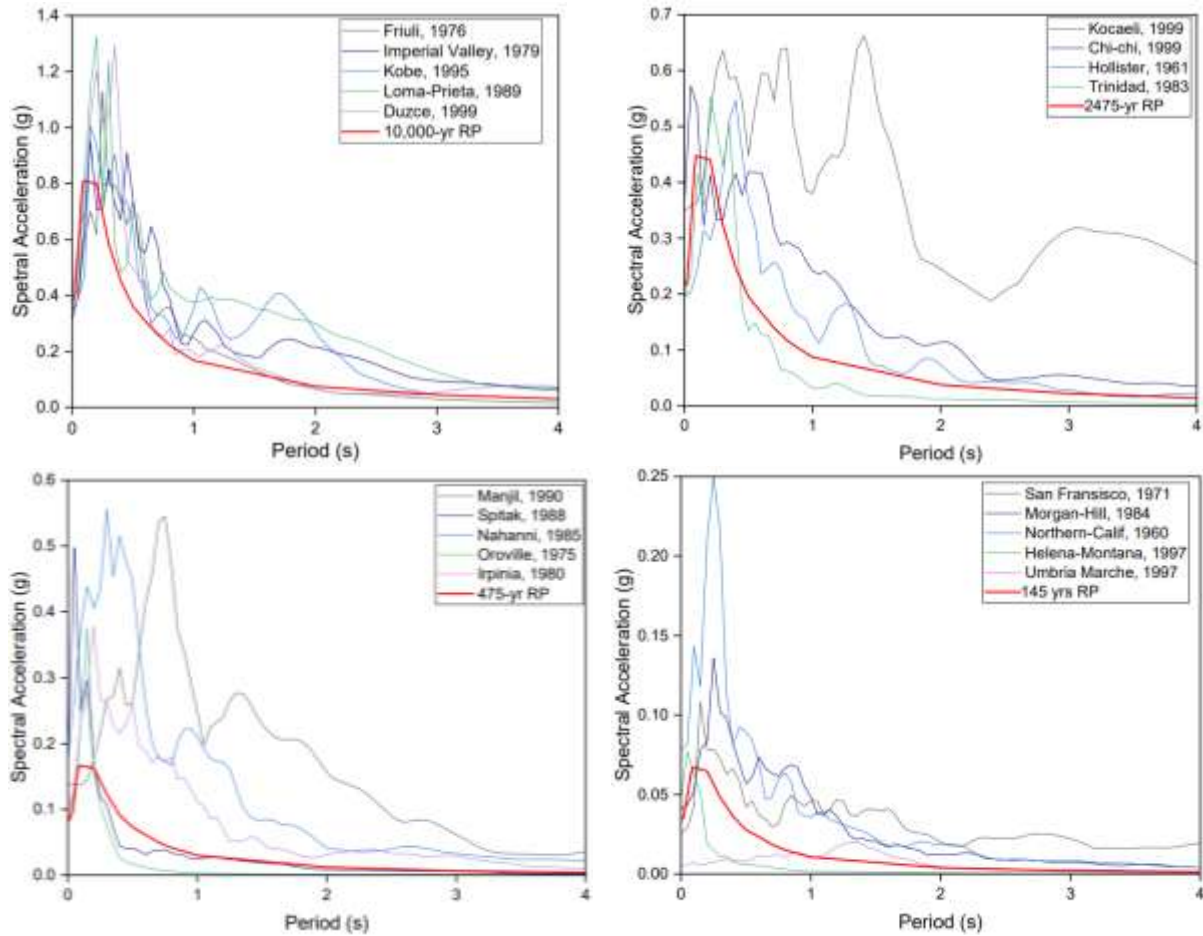 1.4
1.2
1.0
0.8
0.6
0.4
0.2
0.0
Spetral Acceleration (g)
Friuli, 1976
Imperial Valley, 1979
Kobe, 1995
Loma-Prieta, 1989
Duzce, 1999
10,000-yr RP
0 1 2 3 4
Period (s)
0.7
0.6
0.5
0.4
0.3
0.2
0.1
0.0
Spectral Acceleration (g)
Kocaeli, 1999
Chi-chi, 1999
Hollister, 1961
Trinidad, 1983
2475-yr RP
0 1 2 3 4
Period (s)
0.6
0.5
0.4
0.3
0.2
0.1
0.0
Spectral Acceleration (g)
Manjil, 1990
Spitak, 1988
Nahanni, 1985
Oroville, 1975
Irpinia, 1980
475-yr RP
0 1 2 3 4
Period (s)
0.25
0.20
0.15
0.10
0.05
0.00
Spectral Acceleration (g)
San Fransisco, 1971
Morgan-Hill, 1984
Northern-Calif, 1960
Helena-Montana, 1997
Umbria Marche, 1997
145 yrs RP
0 1 2 3 4
Period (s)